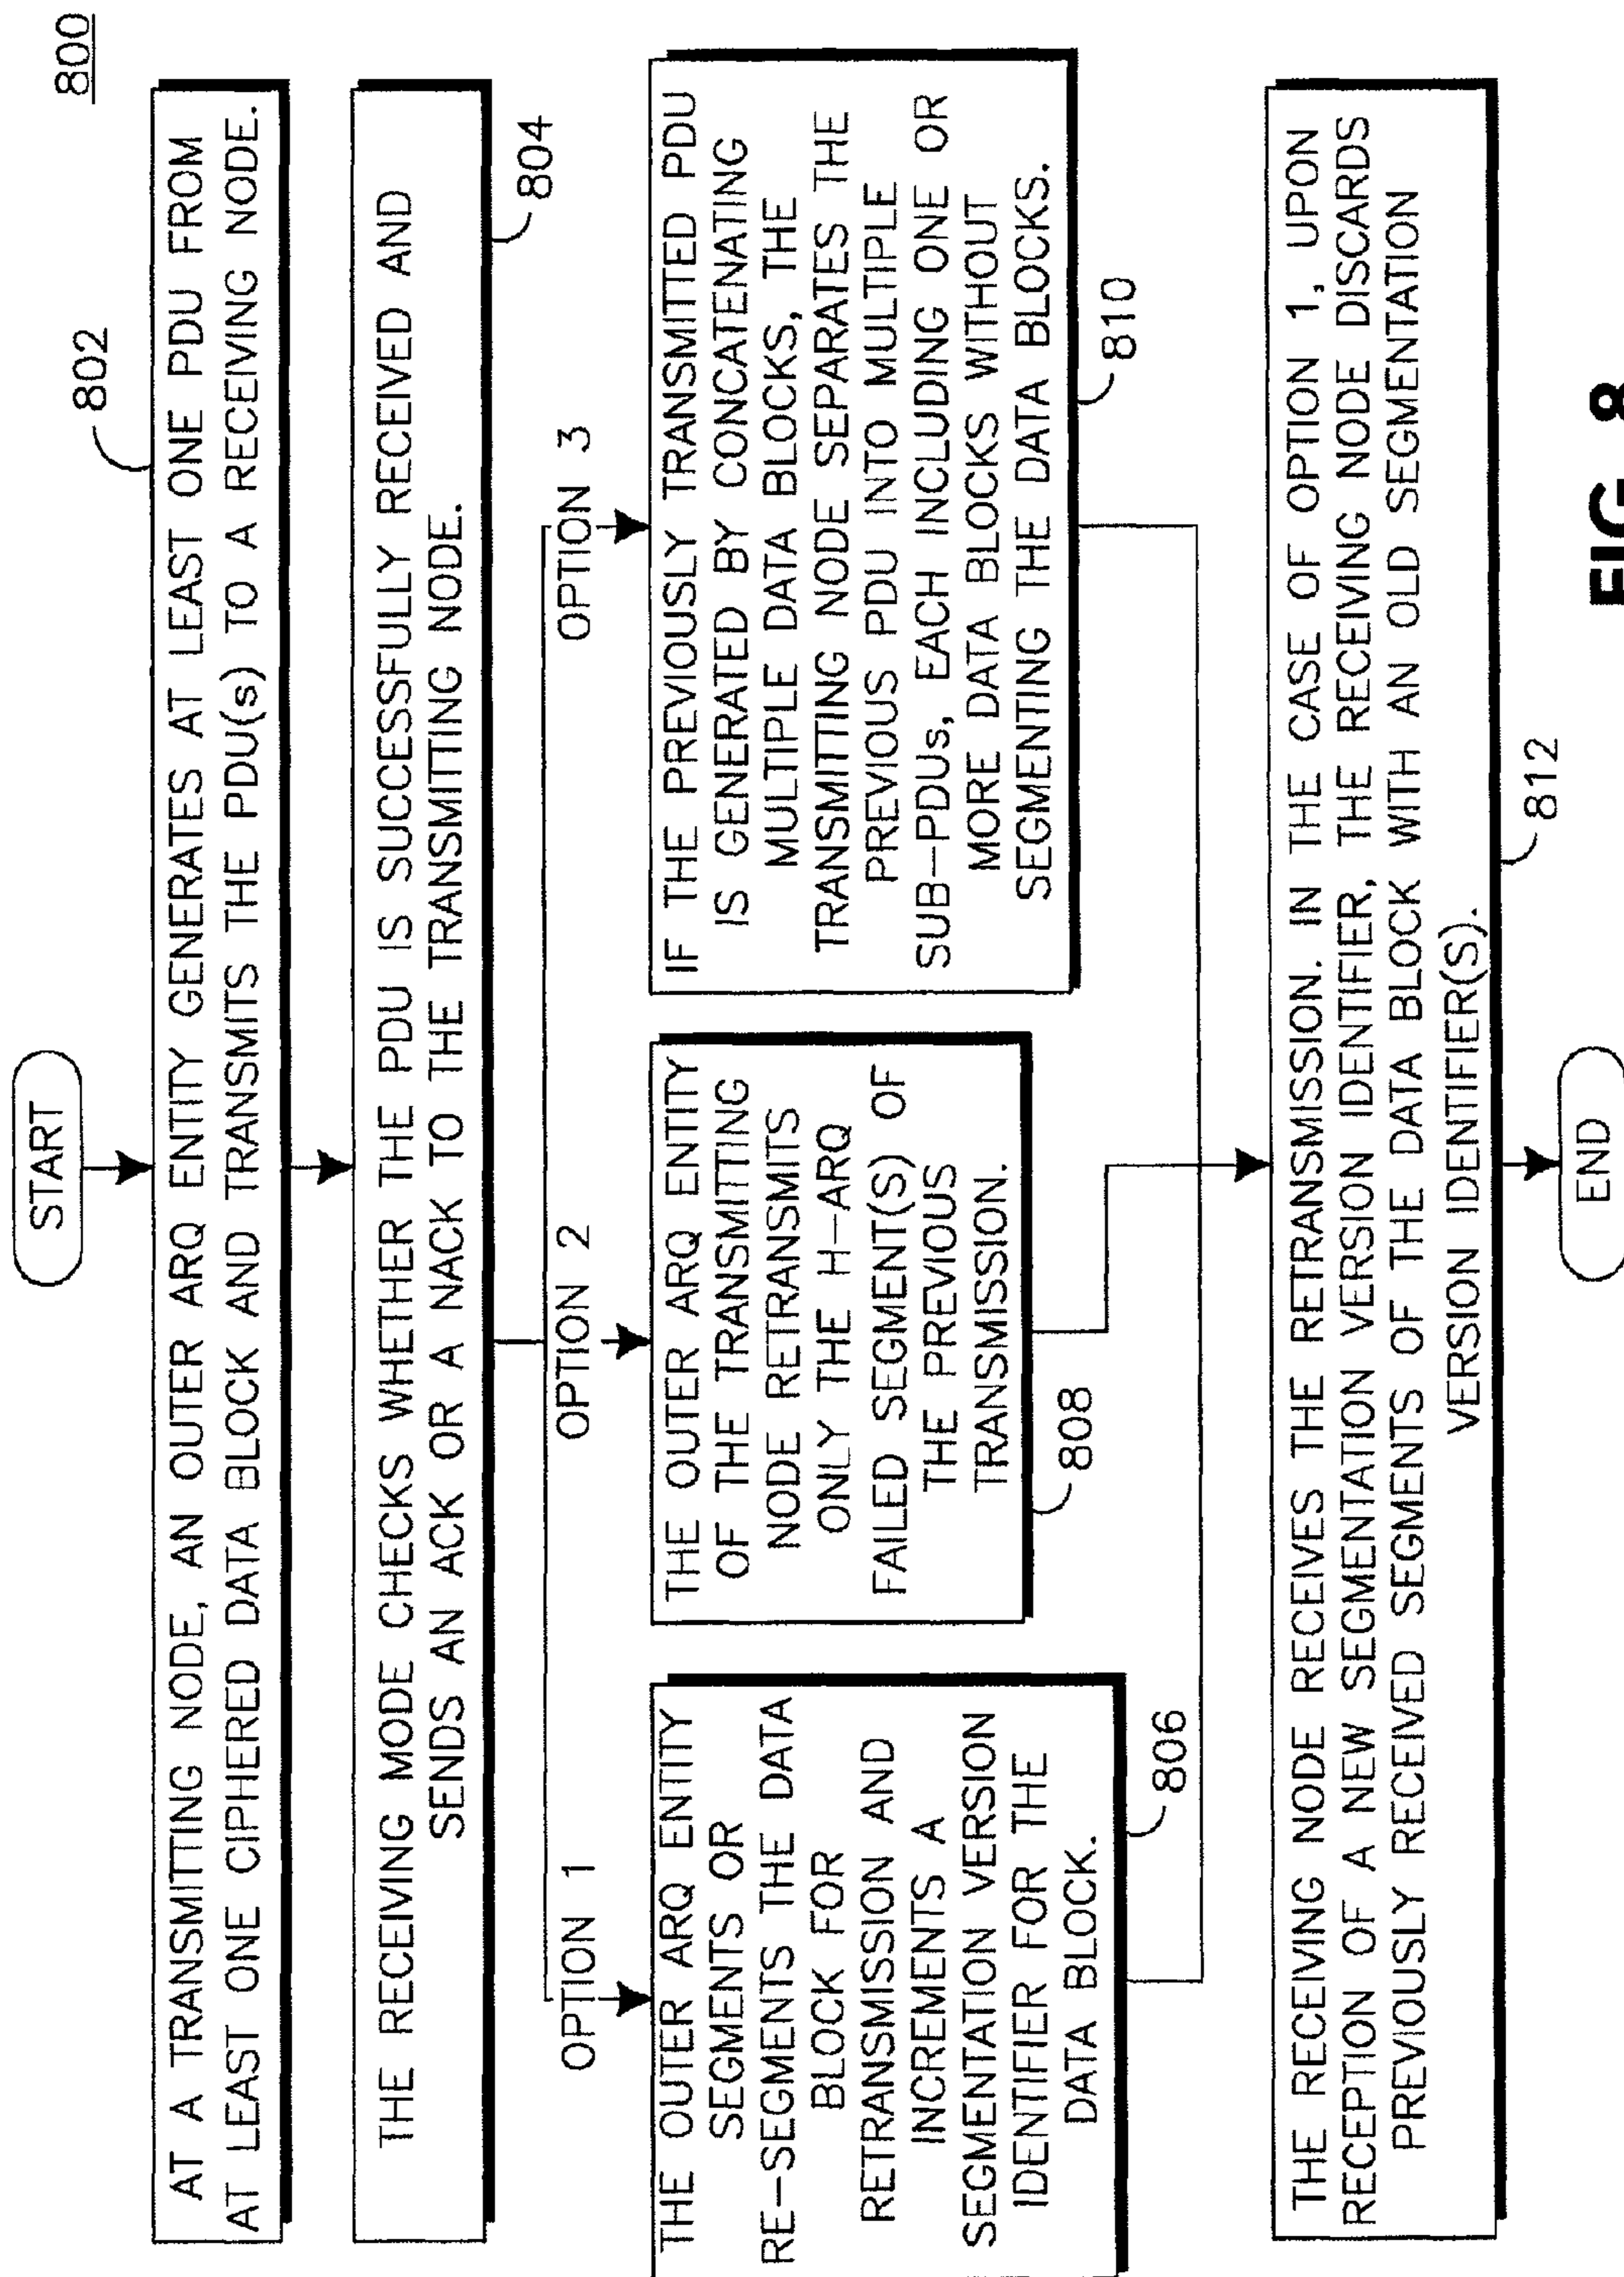 800
START
802
AT A TRANSMITTING NODE, AN OUTER ARQ ENTITY GENERATES AT LEAST ONE PDU FROM
AT LEAST ONE CIPHERED DATA BLOCK AND TRANSMITS THE PDU(s) TO A RECEIVING NODE.
THE RECEIVING MODE CHECKS WHETHER THE PDU IS SUCCESSFULLY RECEIVED AND
SENDS AN ACK OR A NACK TO THE TRANSMITTING NODE.
804
OPTION 1
THE OUTER ARQ ENTITY
SEGMENTS OR
RE-SEGMENTS THE DATA
BLOCK FOR
RETRANSMISSION AND
INCREMENTS A
SEGMENTATION VERSION
IDENTIFIER FOR THE
DATA BLOCK.
806
OPTION 2
THE OUTER ARQ ENTITY
OF THE TRANSMITTING
NODE RETRANSMITS
ONLY THE H-ARQ
FAILED SEGMENT(S) OF
THE PREVIOUS
TRANSMISSION.
808
OPTION 3
IF THE PREVIOUSLY TRANSMITTED PDU
IS GENERATED BY CONCATENATING
MULTIPLE DATA BLOCKS, THE
TRANSMITTING NODE SEPARATES THE
PREVIOUS PDU INTO MULTIPLE
SUB-PDUs, EACH INCLUDING ONE OR
MORE DATA BLOCKS WITHOUT
SEGMENTING THE DATA BLOCKS.
810
THE RECEIVING NODE RECEIVES THE RETRANSMISSION. IN THE CASE OF OPTION 1, UPON
RECEPTION OF A NEW SEGMENTATION VERSION IDENTIFIER, THE RECEIVING NODE DISCARDS
PREVIOUSLY RECEIVED SEGMENTS OF THE DATA BLOCK WITH AN OLD SEGMENTATION
VERSION IDENTIFIER(S).
812
END
FIG. 8